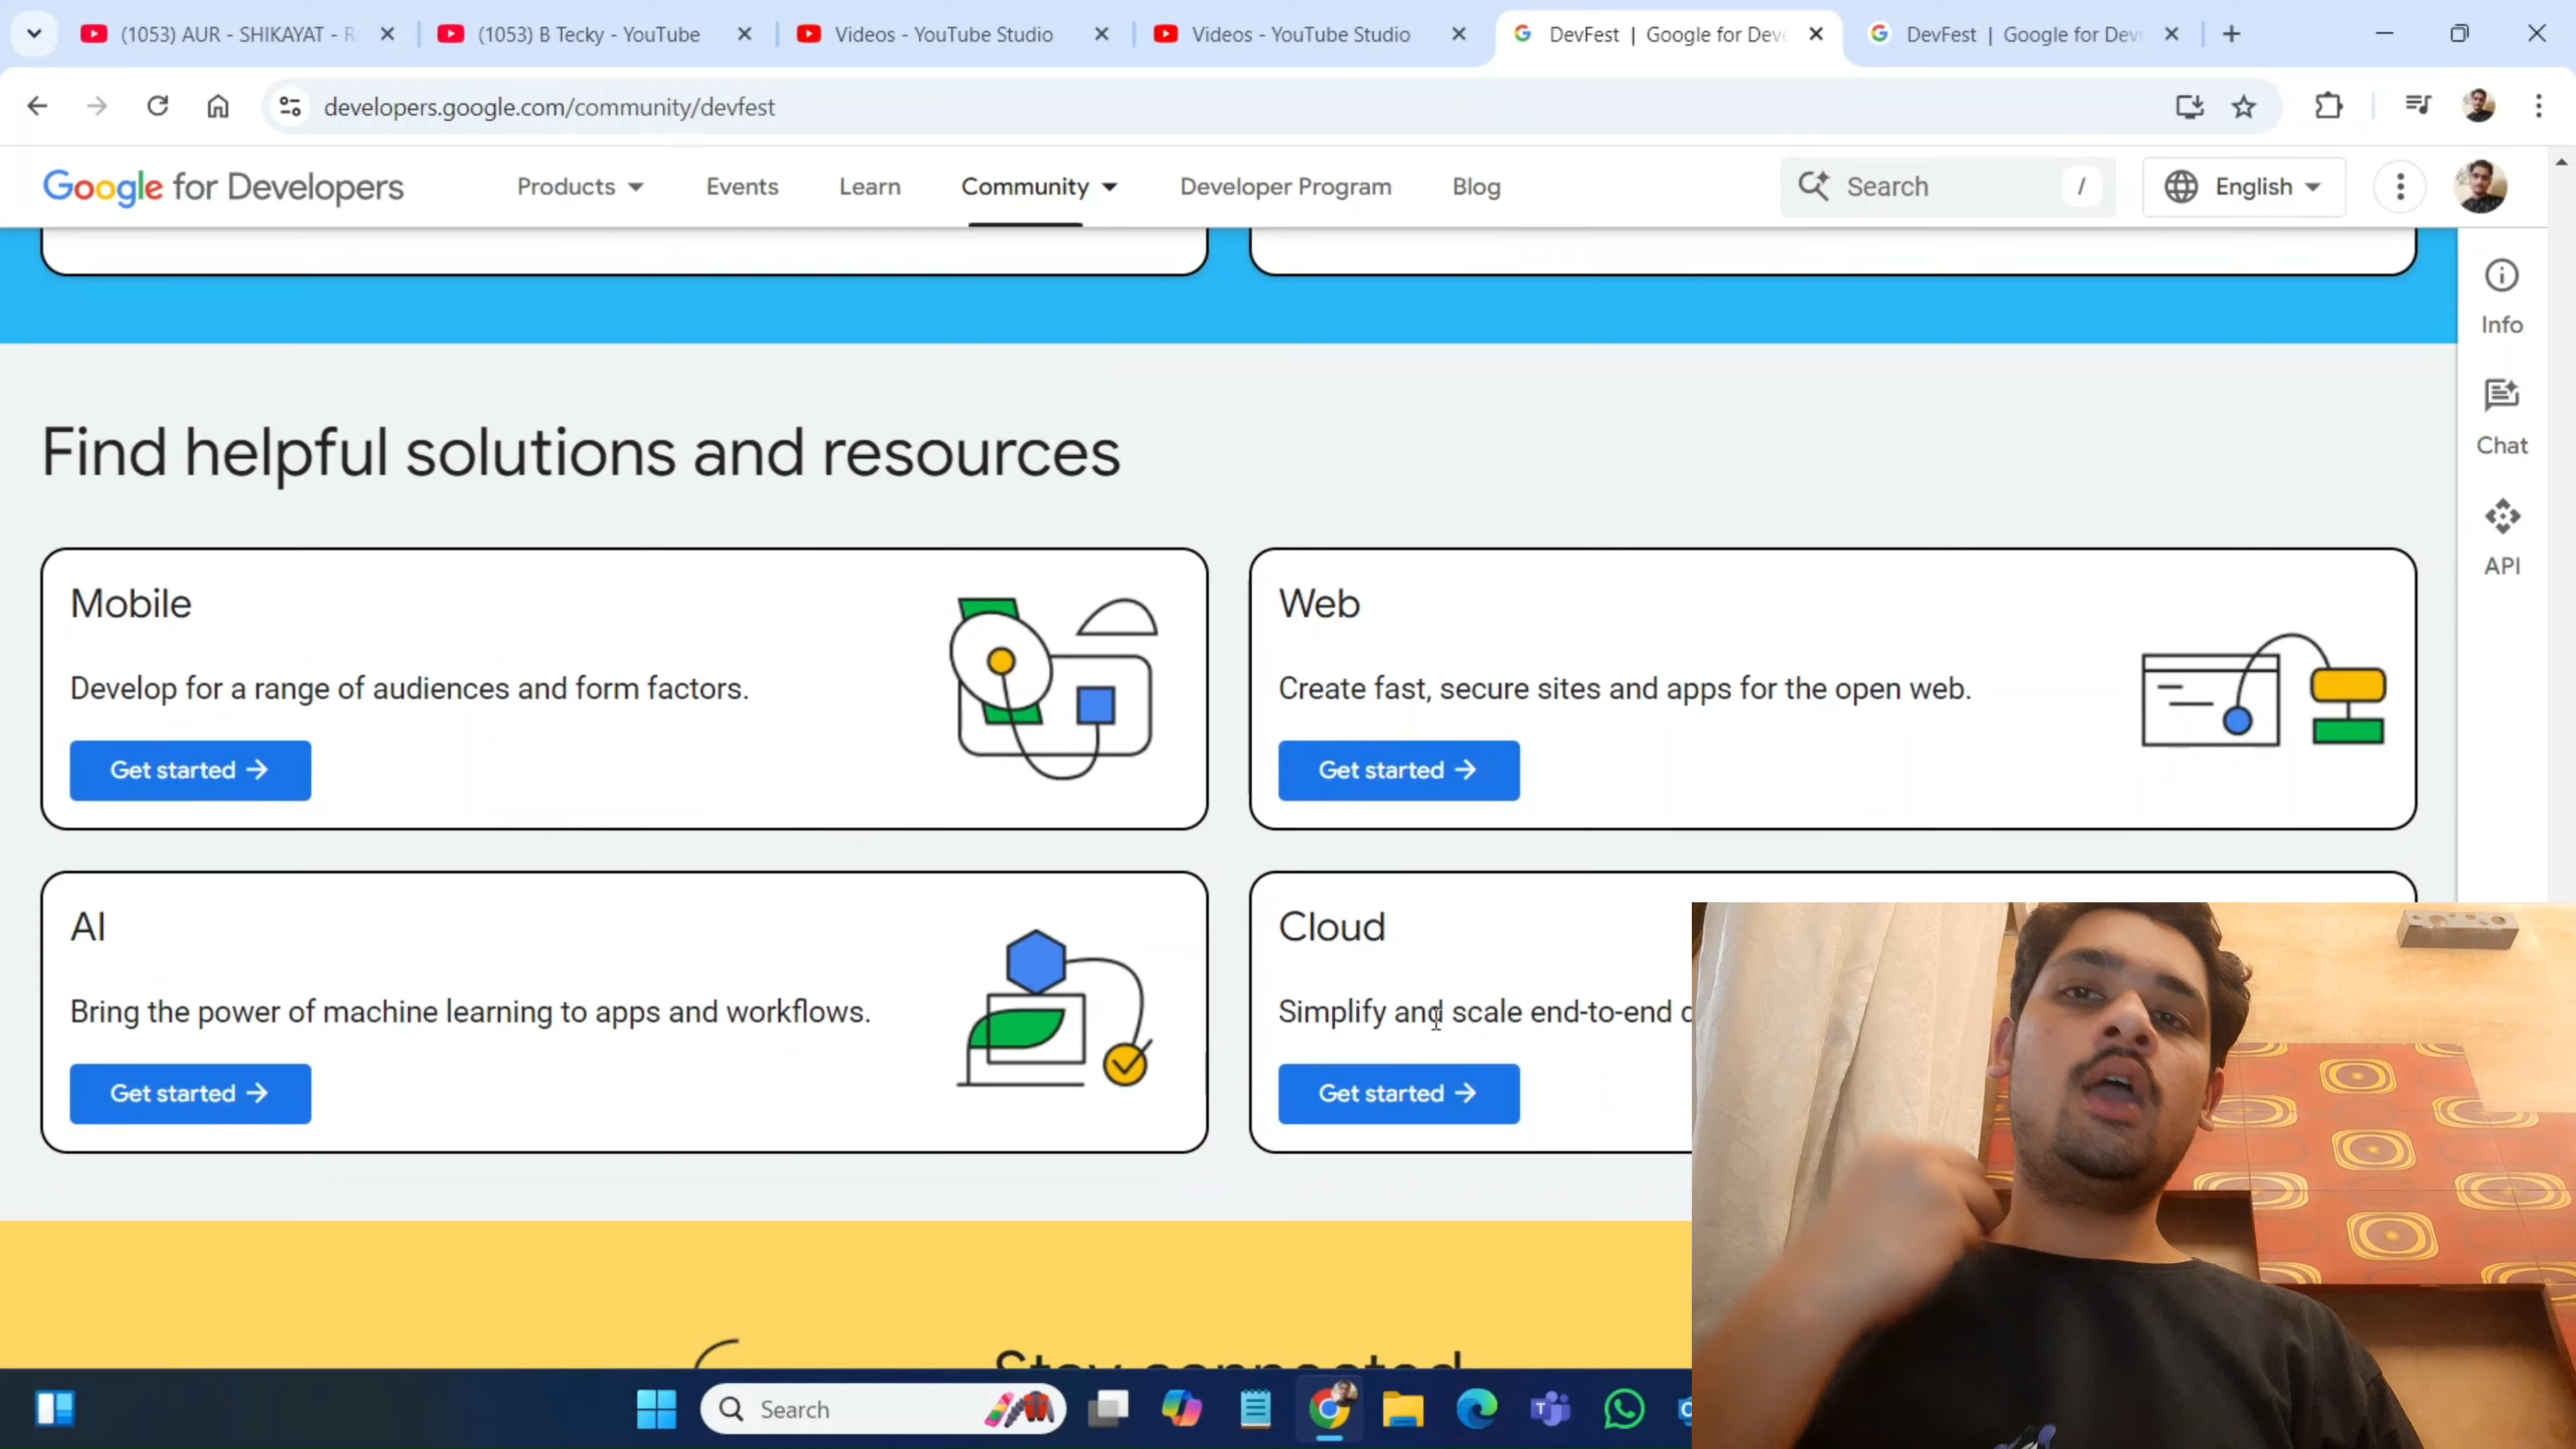 (1053) AUR - SHIKAYAT -
(1053) B Tecky - YouTube
Videos - YouTube Studio
Videos - YouTube Studio
DevFest | Google for Deve
DevFest | Google for Dev
developers.google.com/community/devfest
Google for Developers
Products
Events
Learn
Community
Developer Program
Blog
Search
/
English
Info
Chat
API
Find helpful solutions and resources
Mobile
Develop for a range of audiences and form factors.
Get started →
Web
Create fast, secure sites and apps for the open web.
Get started →
AI
Bring the power of machine learning to apps and workflows.
Get started →
Cloud
Simplify and scale end-to-end
Get started →
Stay connected
Search